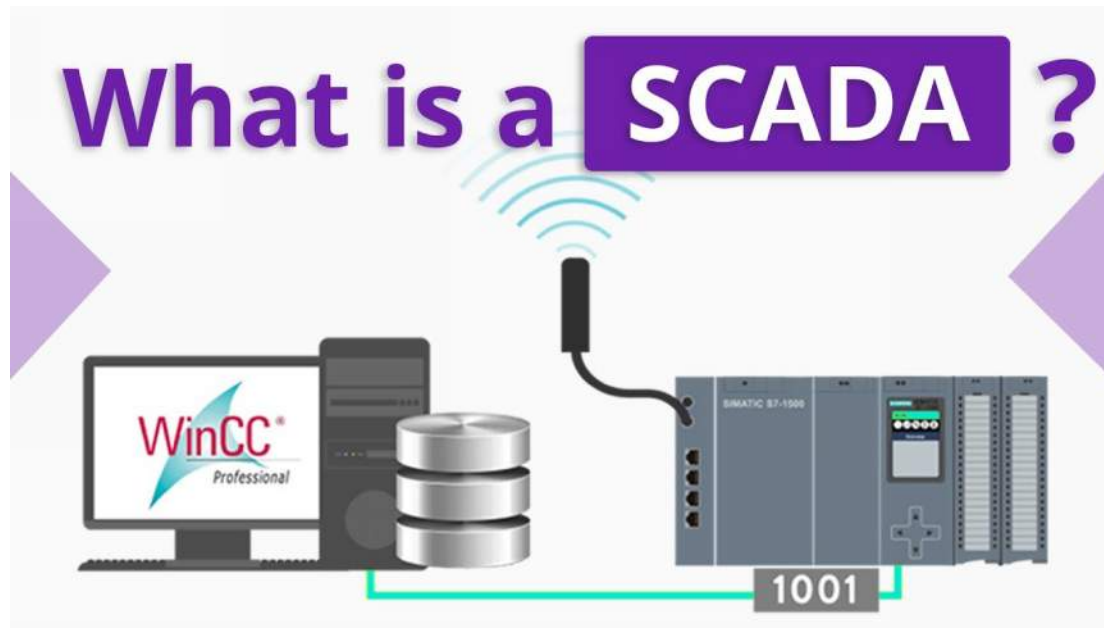 What is a SCADA ?
WinCC®
Professional
SIMATIC S7-1500
1001